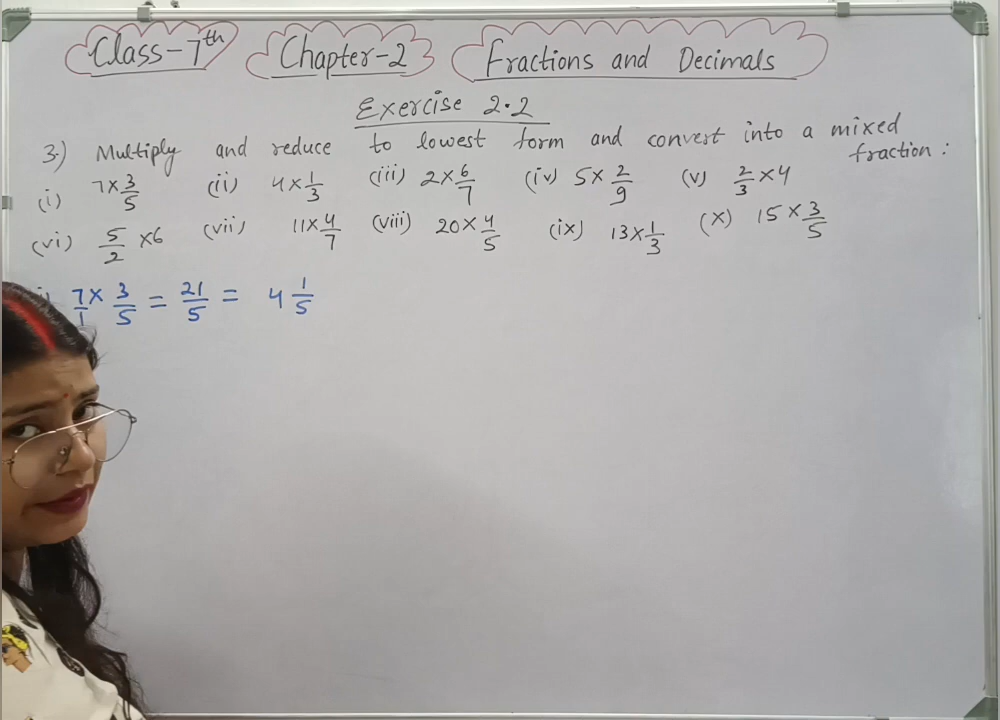 Class-7th Chapter-2 Fractions and Decimals
Exercise 2.2
3) Multiply and reduce to lowest form and convert into a mixed fraction :
(i) 7×3/5 (ii) 4×1/3 (iii) 2×6/7 (iv) 5×2/9 (v) 2/3×4
(vi) 5/2×6 (vii) 11×4/7 (viii) 20×4/5 (ix) 13×1/3 (x) 15×3/5
7/1×3/5 = 21/5 = 4 1/5